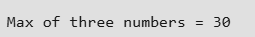 Max of three numbers = 30